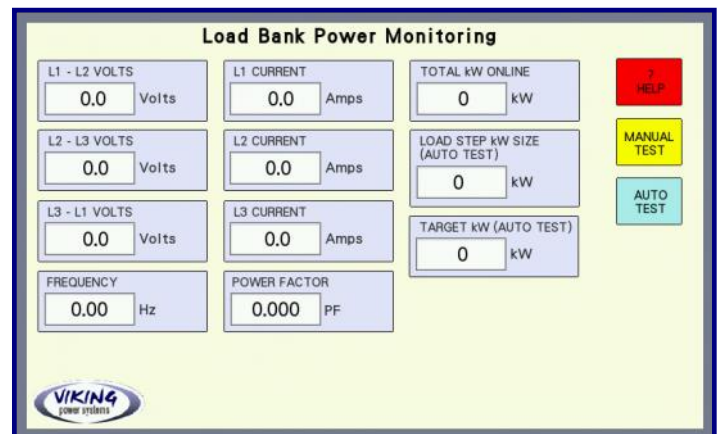 Load Bank Power Monitoring
L1 - L2 VOLTS
0.0 Volts
L2 - L3 VOLTS
0.0 Volts
L3 - L1 VOLTS
0.0 Volts
FREQUENCY
0.00 Hz
L1 CURRENT
0.0 Amps
L2 CURRENT
0.0 Amps
L3 CURRENT
0.0 Amps
POWER FACTOR
0.000 PF
TOTAL kW ONLINE
0 kW
LOAD STEP kW SIZE
(AUTO TEST)
0 kW
TARGET kW (AUTO TEST)
0 kW
?
HELP
MANUAL
TEST
AUTO
TEST
VIKING
power systems